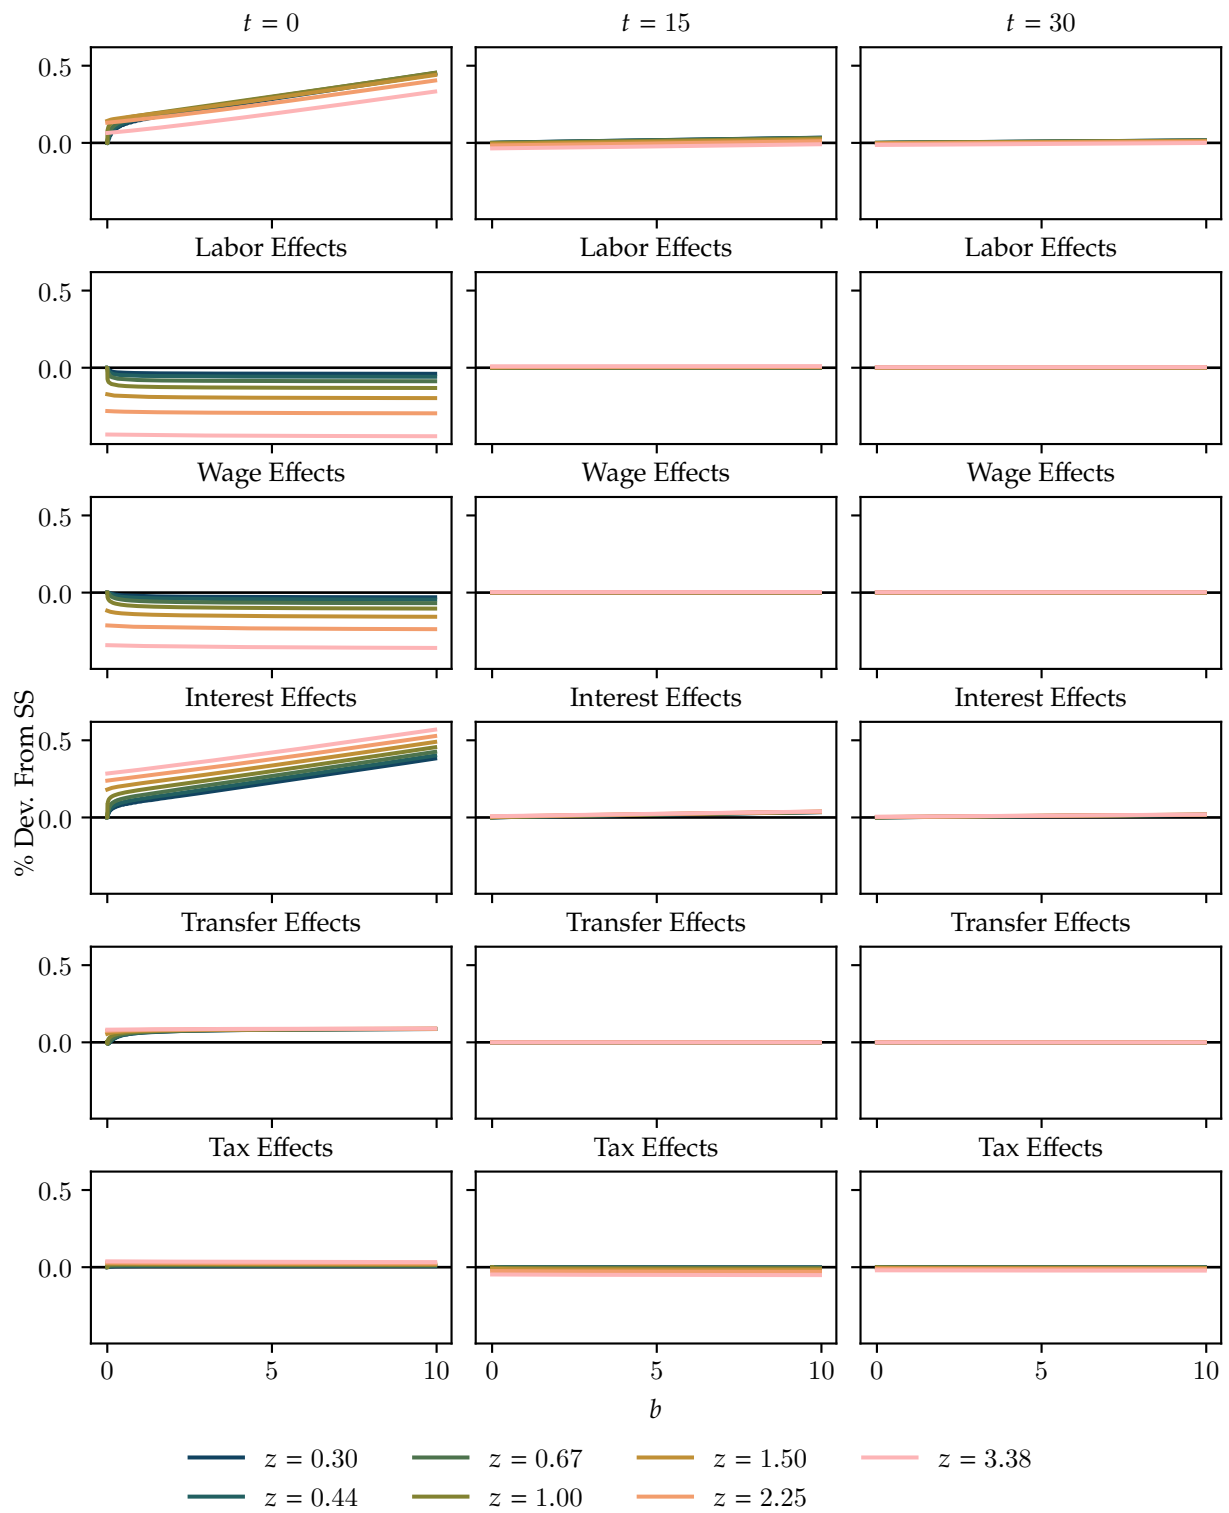 t = 0
t = 15
t = 30
0.5
0.0
Labor Effects
Labor Effects
Labor Effects
0.5
0.0
Wage Effects
Wage Effects
Wage Effects
0.5
0.0
Interest Effects
Interest Effects
Interest Effects
0.5
0.0
% Dev. From SS
Transfer Effects
Transfer Effects
Transfer Effects
0.5
0.0
Tax Effects
Tax Effects
Tax Effects
0.5
0.0
0 5 10
0 5 10
0 5 10
b
z = 0.30
z = 0.67
z = 1.50
z = 3.38
z = 0.44
z = 1.00
z = 2.25